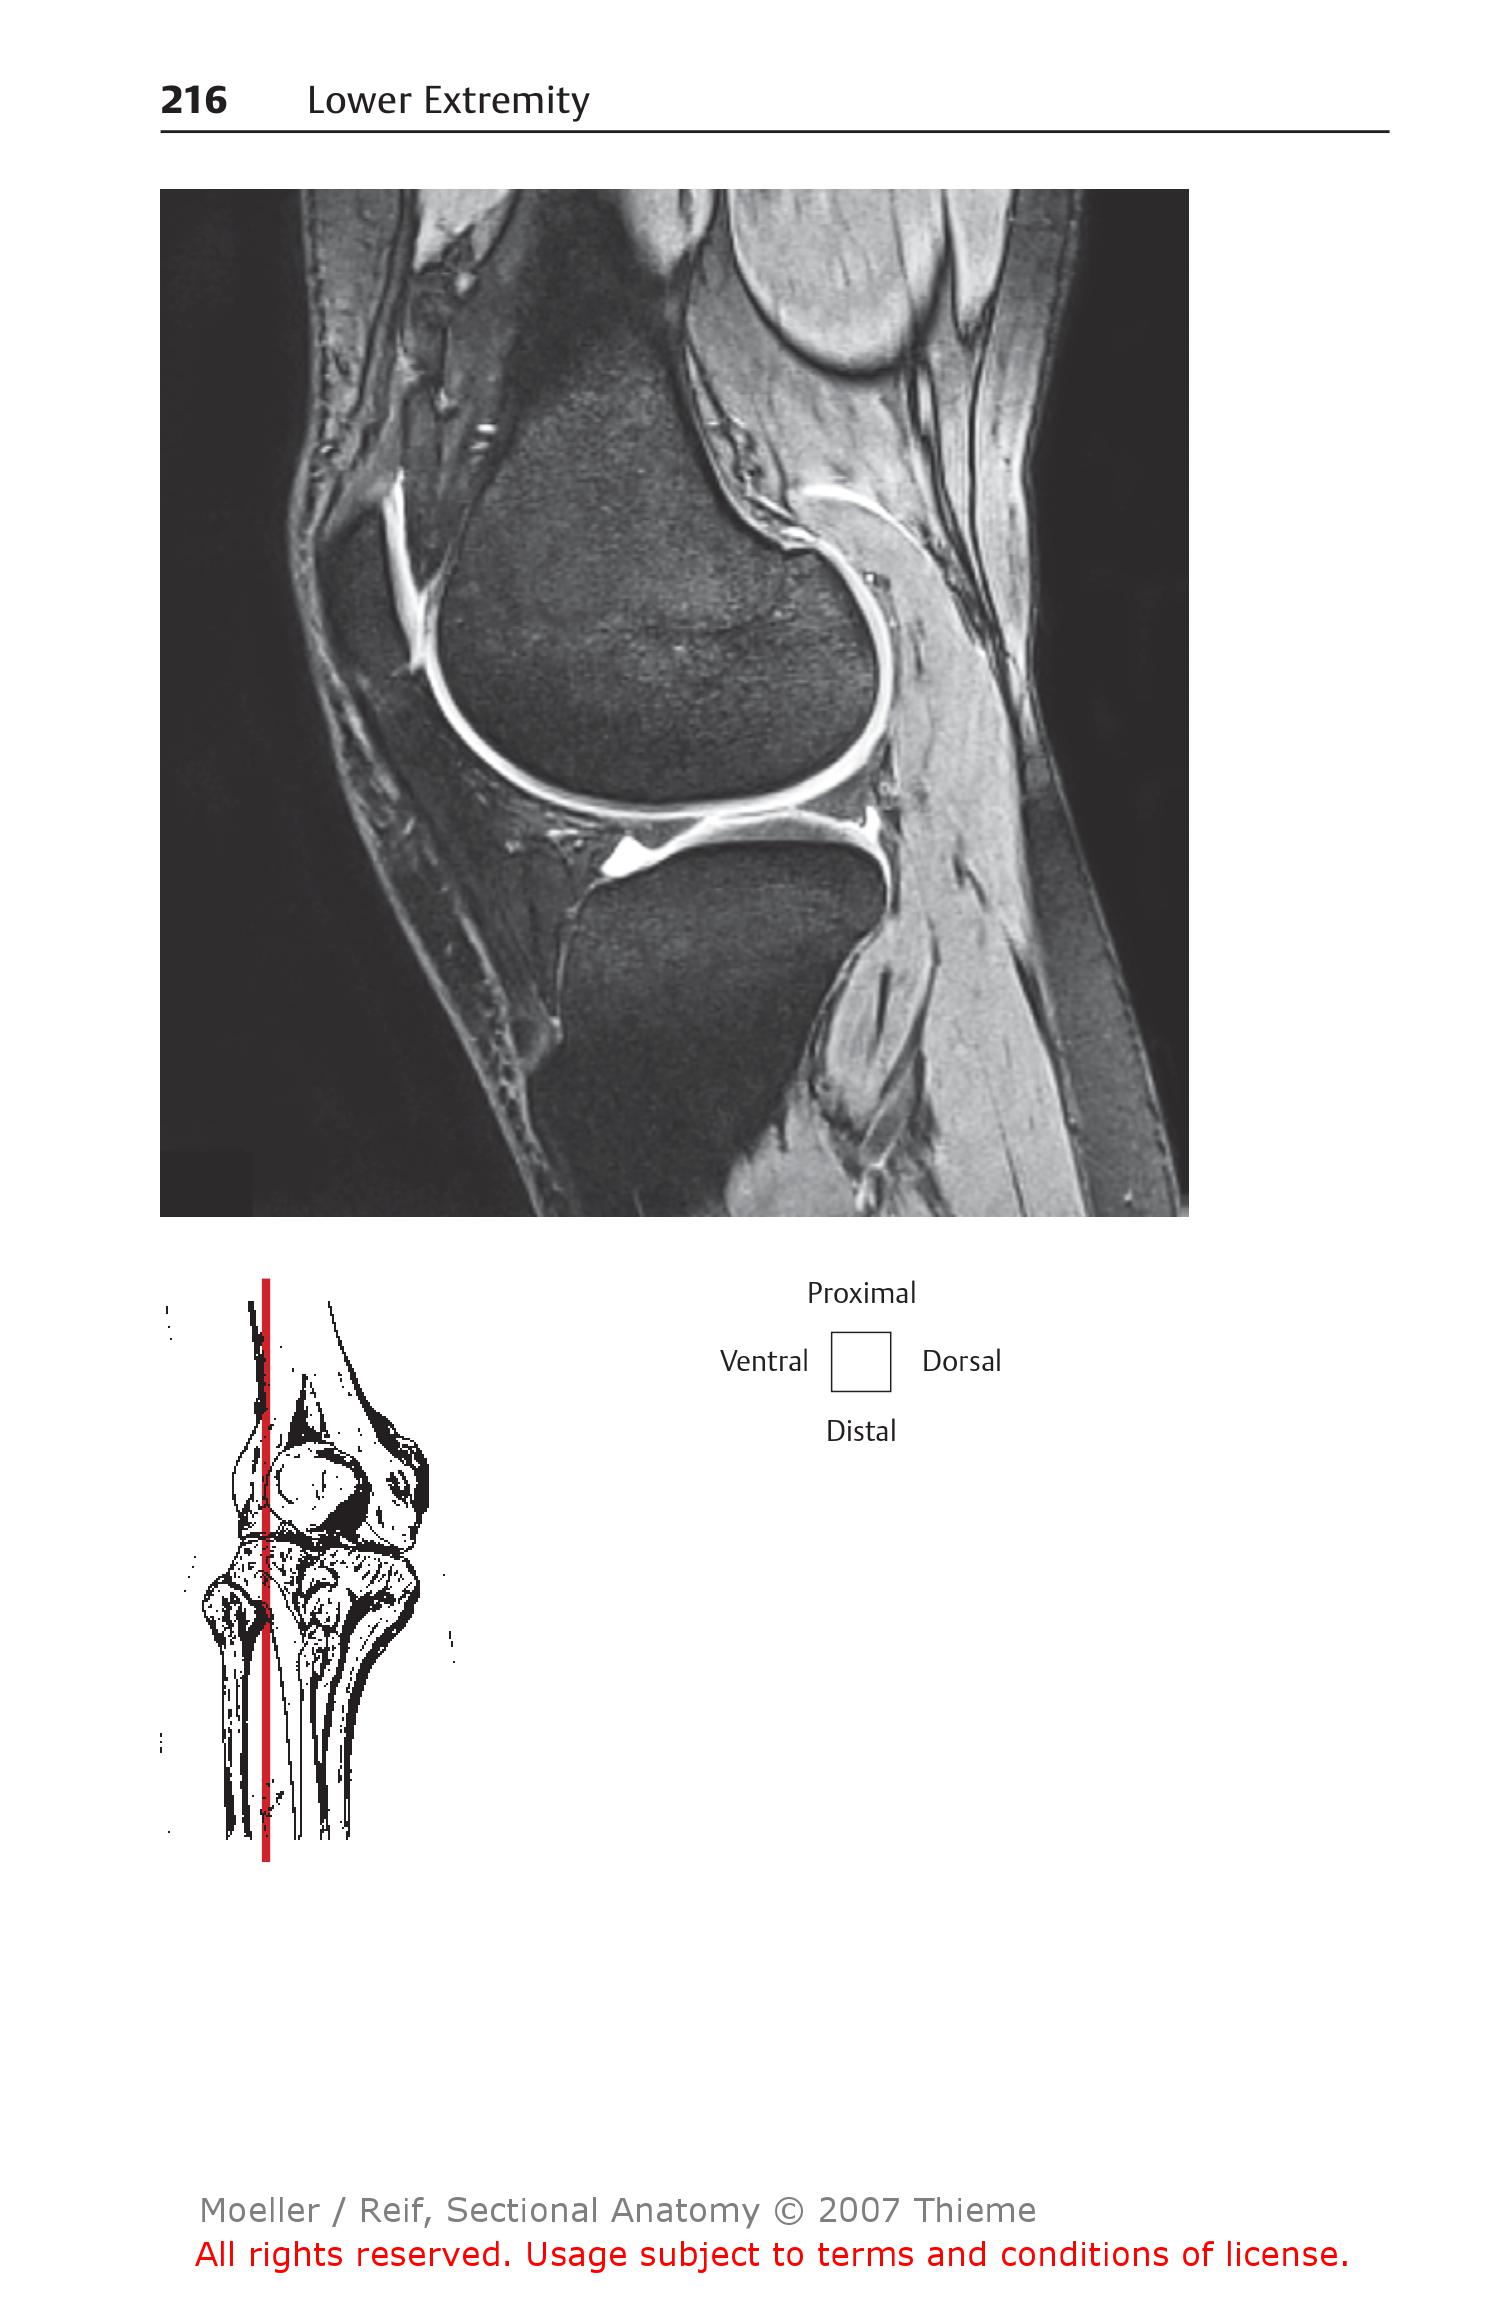 216 Lower Extremity
Proximal
Ventral Dorsal
Distal
Moeller / Reif, Sectional Anatomy © 2007 Thieme
All rights reserved. Usage subject to terms and conditions of license.